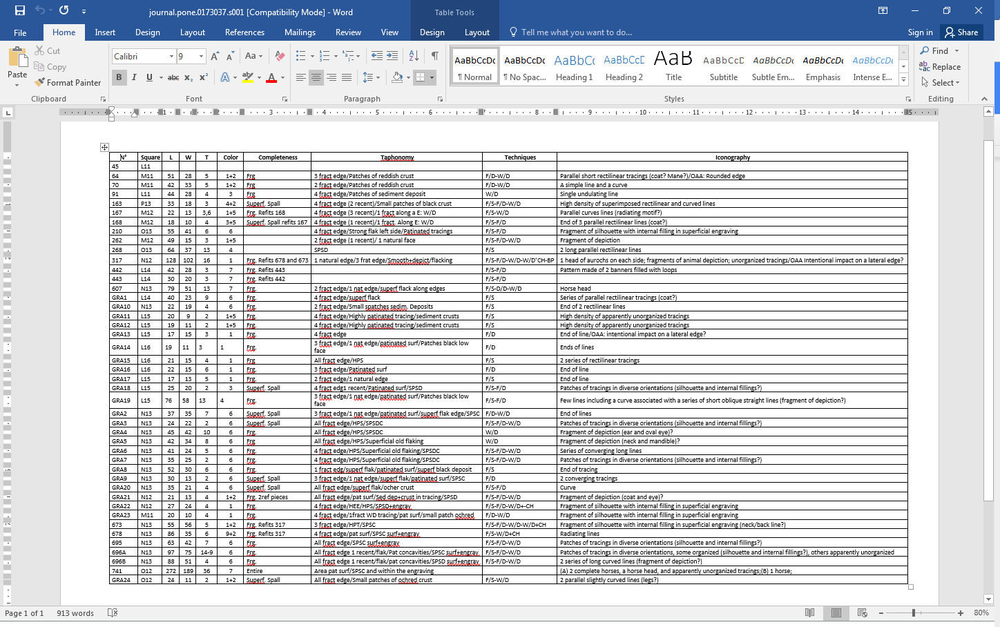 journal.pone.0173037.s001 [Compatibility Mode] - Word
Table Tools
File Home Insert Design Layout References Mailings Review View Design Layout Tell me what you want to do... Sign in Share
Paste Cut Copy Format Painter
Calibri 9
AaBbCcDc AaBbCcDc AaBbCc AaBbCcD AaB AaBbCcD AaBbCcDc AaBbCcDc AaBbCcDc
¶ Normal ¶ No Spac... Heading 1 Heading 2 Title Subtitle Subtle Em... Emphasis Intense E...
Find Replace Select
Clipboard Font Paragraph Styles Editing
1 2 3 4 5 6 7 8 9 10 11 12 13 14 15
N° Square L W T Color Completeness Taphonomy Techniques Iconography
45 L11
64 M11 51 28 5 1+2 Frg 3 fract edge/Patches of reddish crust F/D-W/D Parallel short rectilinear tracings (coat? Mane?)/OAA: Rounded edge
70 M11 42 33 5 1+2 Frg 2 fract edge/Patches of reddish crust F/D-W/D A simple line and a curve
91 L11 44 28 4 3 Frg 4 fract edge/Patches of sediment deposit W/D Single undulating line
163 P13 33 18 3 4+2 Superf. Spall 4 fract edge (2 recent)/Small patches of black crust F/S-F/D-W/D High density of superimposed rectilinear and curved lines
167 M12 22 13 3,6 1+5 Frg. Refits 168 4 fract edge (3 recent)/1 fract along a E: W/D F/S-W/D Parallel curves lines (radiating motif?)
168 M12 18 10 4 3+5 Superf. Spall refits 167 4 fract edge (1 recent)/1 fract. Along E: W/D F/S-F/D End of 3 parallel rectilinear lines (coat?)
210 O13 55 41 6 6 4 fract edge/Strong flak left side/Patinated tracings F/S-F/D Fragment of silhouette with internal filling in superficial engraving
262 M12 49 15 3 1+5 2 fract edge (1 recent)/ 1 natural face F/S-F/D-W/D Fragment of depiction
268 O13 64 37 13 4 SPSD F/S 2 long parallel rectilinear lines
317 N12 128 102 16 1 Frg. Refits 678 and 673 1 natural edge/3 frat edge/Smooth+depict/flacking F/S-F/D-W/D-W/D°CH-BP 1 head of aurochs on each side; fragments of animal depiction; unorganized tracings/OAA Intentional impact on a lateral edge?
442 L14 42 28 3 7 Frg. Refits 443 F/S-F/D Pattern made of 2 banners filled with loops
443 L14 30 20 3 7 Frg. Refits 442 F/S-F/D
607 N13 79 51 13 7 Frg. 2 fract edge/1 nat edge/superf flack along edges F/S-D/D-W/D Horse head
GRA1 L14 40 23 9 6 Frg. 4 fract edge/superf flack F/S Series of parallel rectilinear tracings (coat?)
GRA10 N13 22 19 4 6 Frg. 2 fract edge/Small spatches sedim. Deposits F/S End of 2 rectilinear lines
GRA11 L15 20 9 2 1+5 Frg. 4 fract edge/Highly patinated tracing/sediment crusts F/S High density of apparently unorganized tracings
GRA12 L15 19 11 2 1+5 Frg. 4 fract edge/Highly patinated tracing/sediment crusts F/S High density of apparently unorganized tracings
GRA13 L15 17 15 3 1 Frg. 4 fract edge F/D End of line/OAA: intentional impact on a lateral edge?
GRA14 L16 19 11 3 1 Frg. 3 fract edge/1 nat edge/patinated surf/Patches black low
face F/D Ends of lines
GRA15 L16 21 15 4 1 Frg All fract edge/HPS F/S 2 series of rectilinear tracings
GRA16 L16 22 15 6 1 Frg. 3 fract edge/Patinated surf F/D End of line
GRA17 L15 17 13 5 1 Frg. 2 fract edge/1 natural edge F/S End of line
GRA18 L15 25 20 2 3 Superf. Spall 4 fract edg1 recent/Patinated surf/SPSD F/S-F/D Patches of tracings in diverse orientations (silhouette and internal fillings?)
GRA19 L15 76 58 13 4 Frg. 3 fract edge/1 nat edge/patinated surf/Patches black low
face F/S-F/D Few lines including a curve associated with a series of short oblique straight lines (fragment of depiction?)
GRA2 N13 37 35 7 6 Superf. Spall 3 fract edge/1 nat edge/patinated surf/superf flak edge/SPSC F/D-W/D End of lines
GRA3 N13 24 22 2 6 Superf. Spall All fract edge/HPS/SPSDC F/S-F/D-W/D Patches of tracings in diverse orientations (silhouette and internal fillings?)
GRA4 N13 45 42 10 6 Frg. All fract edge/HPS/SPSDC W/D Fragment of depiction (ear and oval eye)?
GRA5 N13 42 34 8 6 Frg All fract edge/HPS/Superficial old flaking W/D Fragment of depiction (neck and mandible)?
GRA6 N13 41 24 5 6 Frg. 4 fract edge/HPS/Superficial old flaking/SPSDC F/S-F/D-W/D Series of converging long lines
GRA7 N13 35 25 2 6 Frg. 4 fract edge/HPS/Superficial old flaking/SPSDC F/S-F/D-W/D Patches of tracings in diverse orientations (silhouette and internal fillings?)
GRA8 N13 52 30 6 6 Frg. 1 fract edg/superf flak/patinated surf/superf black deposit F/S End of tracing
GRA9 N13 30 13 2 6 Superf. Spall 3 fract edge/1 nat edge/superf flak/patinated surf/SPSC F/D 2 converging tracings
GRA20 N13 35 21 4 6 Superf. Spall All fract edge/superf flak/ocher crust F/S-F/D Curve
GRA21 N12 21 13 4 1+2 Frg. 2ref pieces All fract edge/pat surf/Sed dep+crust in tracing/SPSD F/S-F/D-W/D Fragment of depiction (coat and eye)?
GRA22 N12 27 24 4 1 Frg. 4 fract edge/HEE/HPS/SPSD+engray F/S-F/D-W/D+-CH Fragment of silhouette with internal filling in superficial engraving
GRA23 M11 20 10 4 1 Frg. 4 fract edge/1fract WD tracing/pat surf/small patch ochred F/D-W/D Fragment of silhouette with internal filling in superficial engraving
673 N13 55 56 5 1+2 Frg. Refits 317 3 fract edge/HPT/SPSC F/S-F/D-W/D-W/D+CH Fragment of silhouette with internal filling in superficial engraving (neck/back line?)
678 N13 86 35 6 9+2 Frg. Refits 317 4 fract edge/pat surf/SPSC surf+engray F/S-W/D+CH Radiating lines
695 N13 63 42 7 6 Frg. All fract edge/SPSC surf+engray F/S-F/D-W/D Patches of tracings in diverse orientations (silhouette and internal fillings?)
696A N13 97 75 14-9 6 Frg. All fract edge 1 recent/flak/Pat concavities/SPSC surf+engray F/S-F/D-W/D Patches of tracings in diverse orientations, some organized (silhouette and internal fillings?), others apparently unorganized
696B N13 88 51 4 6 Frg. All fract edge 1 recent/flak/pat concavities/SPSD surf+engray F/S-F/D-W/D 2 series of long curved lines (fragment of depiction?)
741 O12 272 189 36 7 Entire Area pat surf/SPSC and within the engraving (A) 2 complete horses, a horse head, and apparently unorganized tracings;(B) 1 horse;
GRA24 O12 24 11 2 1+2 Superf. Spall All fract edge/Small patches of ochred crust F/S-W/D 2 parallel slightly curved lines (legs?)
Page 1 of 1 913 words 80%